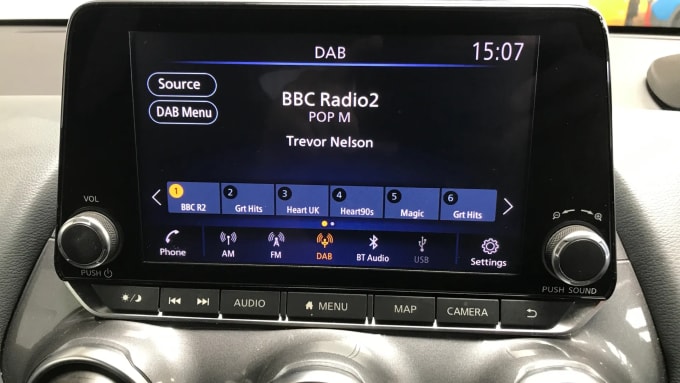 DAB
15:07
Source
DAB Menu
BBC Radio2
POP M
Trevor Nelson
1 BBC R2
2 Grt Hits
3 Heart UK
4 Heart90s
5 Magic
6 Grt Hits
Phone
AM
FM
DAB
BT Audio
USB
Settings
VOL
PUSH
PUSH SOUND
AUDIO
MENU
MAP
CAMERA